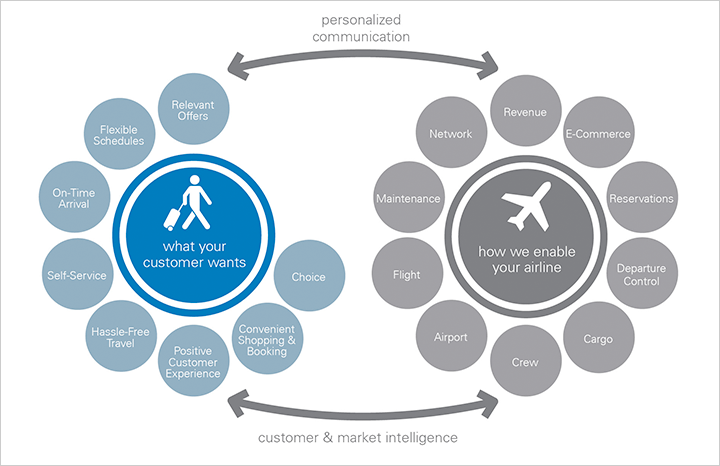 personalized
communication
Relevant
Offers
Flexible
Schedules
On-Time
Arrival
Self-Service
Hassle-Free
Travel
Positive
Customer
Experience
Convenient
Shopping &
Booking
Choice
what your
customer wants
Revenue
E-Commerce
Reservations
Departure
Control
Cargo
Crew
Airport
Flight
Maintenance
Network
how we enable
your airline
customer & market intelligence